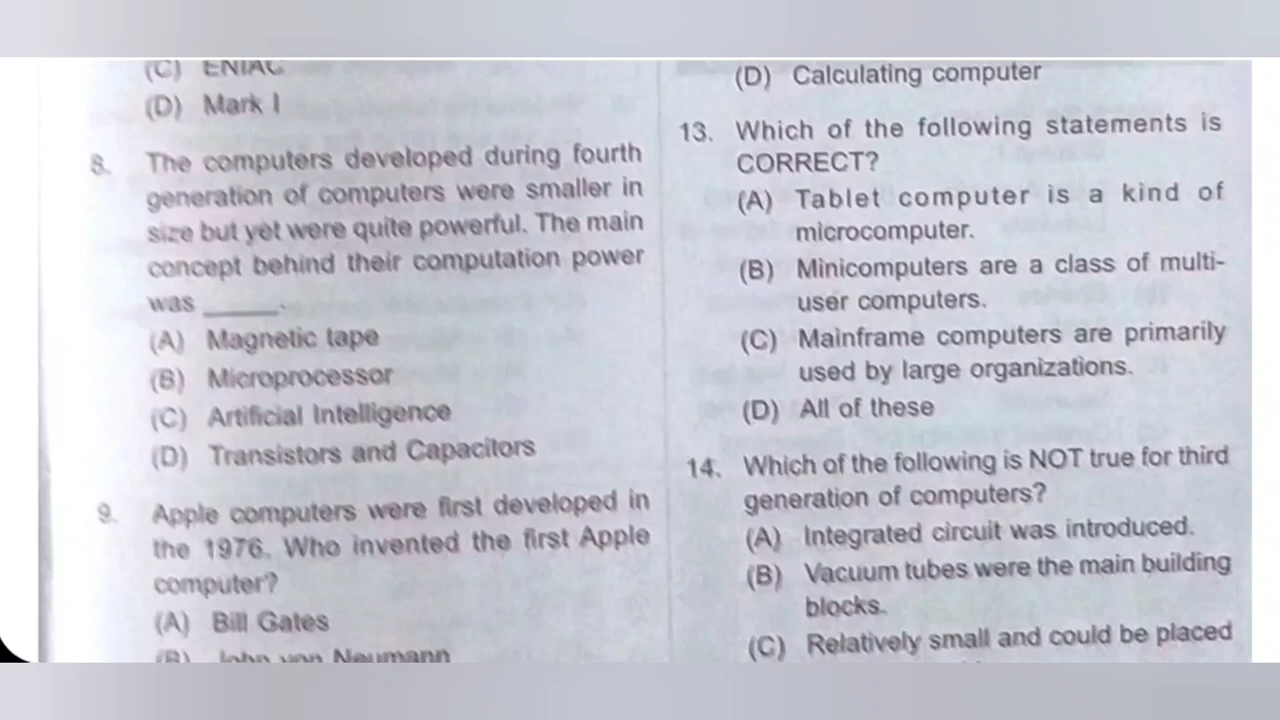 (C) ENIAC
(D) Mark I
8. The computers developed during fourth
generation of computers were smaller in
size but yet were quite powerful. The main
concept behind their computation power
was ______.
(A) Magnetic tape
(B) Microprocessor
(C) Artificial Intelligence
(D) Transistors and Capacitors
9. Apple computers were first developed in
the 1976. Who invented the first Apple
computer?
(A) Bill Gates
(B) John von Neumann
(D) Calculating computer
13. Which of the following statements is
CORRECT?
(A) Tablet computer is a kind of
microcomputer.
(B) Minicomputers are a class of multi-
user computers.
(C) Mainframe computers are primarily
used by large organizations.
(D) All of these
14. Which of the following is NOT true for third
generation of computers?
(A) Integrated circuit was introduced.
(B) Vacuum tubes were the main building
blocks.
(C) Relatively small and could be placed